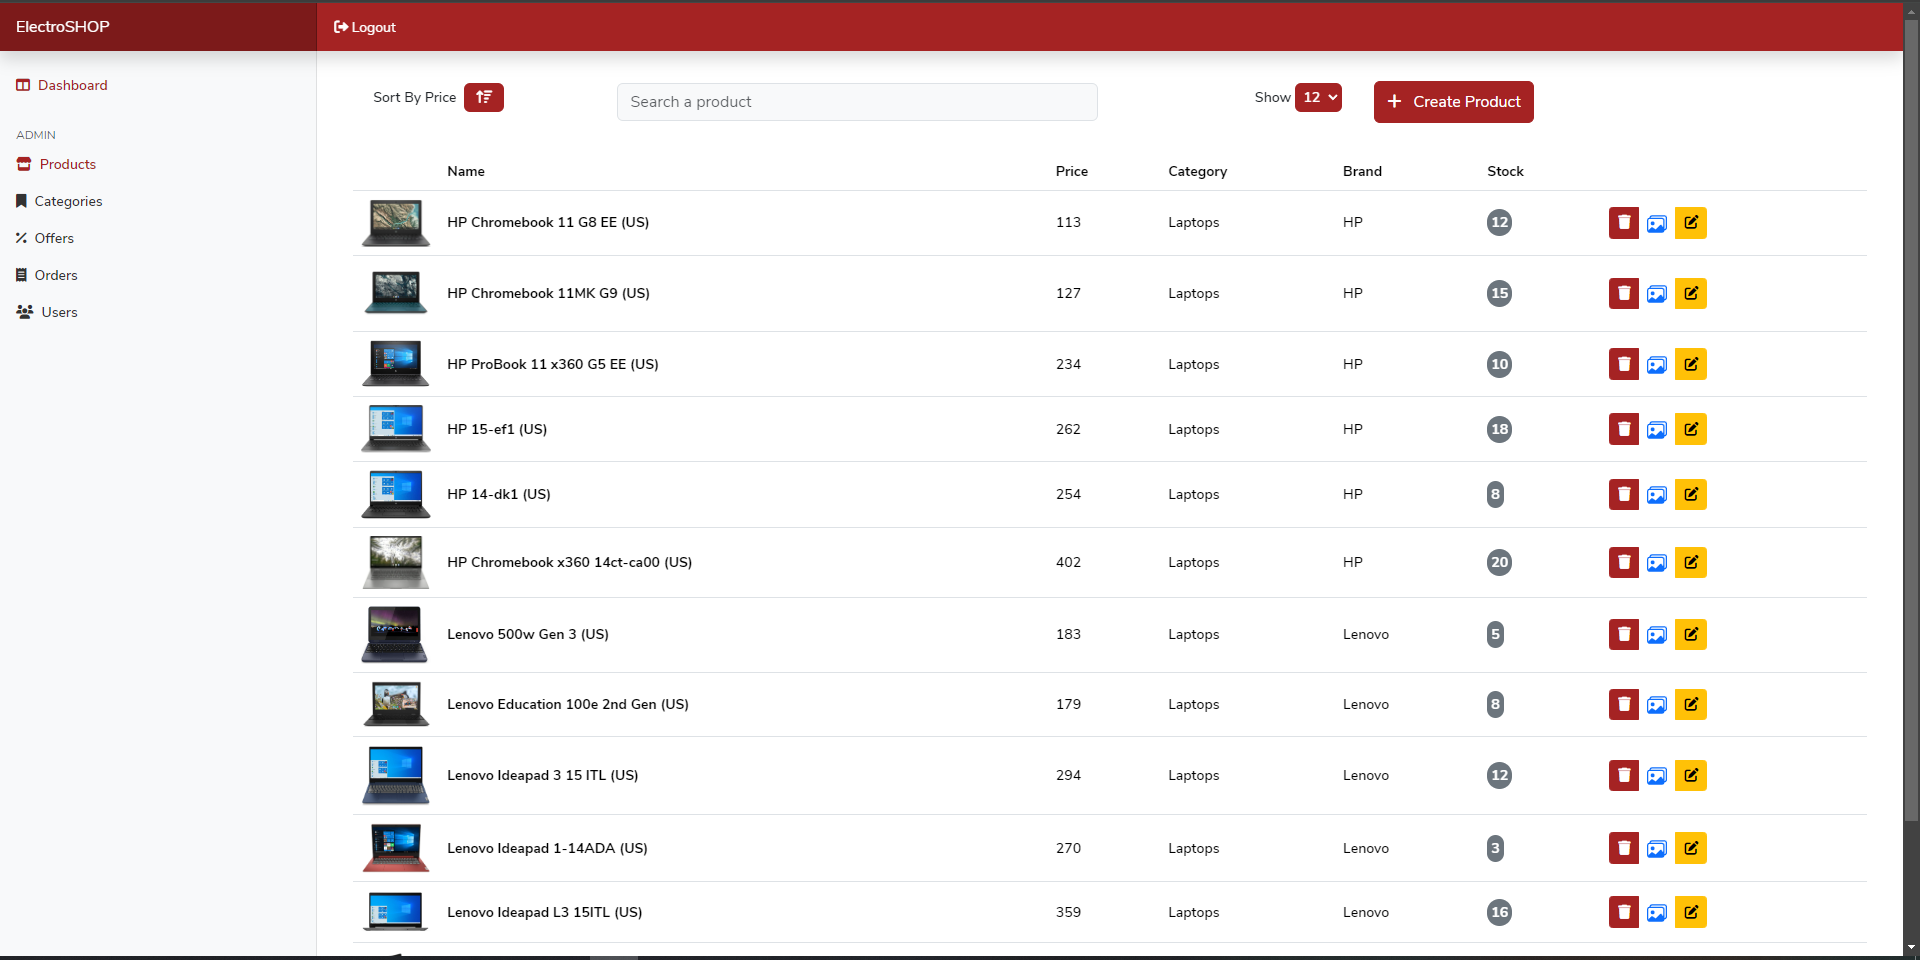 ElectroSHOP
Logout
Dashboard
ADMIN
Products
Categories
Offers
Orders
Users
Sort By Price
Search a product
Show 12
Create Product
Name Price Category Brand Stock
HP Chromebook 11 G8 EE (US) 113 Laptops HP 12
HP Chromebook 11MK G9 (US) 127 Laptops HP 15
HP ProBook 11 x360 G5 EE (US) 234 Laptops HP 10
HP 15-ef1 (US) 262 Laptops HP 18
HP 14-dk1 (US) 254 Laptops HP 8
HP Chromebook x360 14ct-ca00 (US) 402 Laptops HP 20
Lenovo 500w Gen 3 (US) 183 Laptops Lenovo 5
Lenovo Education 100e 2nd Gen (US) 179 Laptops Lenovo 8
Lenovo Ideapad 3 15 ITL (US) 294 Laptops Lenovo 12
Lenovo Ideapad 1-14ADA (US) 270 Laptops Lenovo 3
Lenovo Ideapad L3 15ITL (US) 359 Laptops Lenovo 16